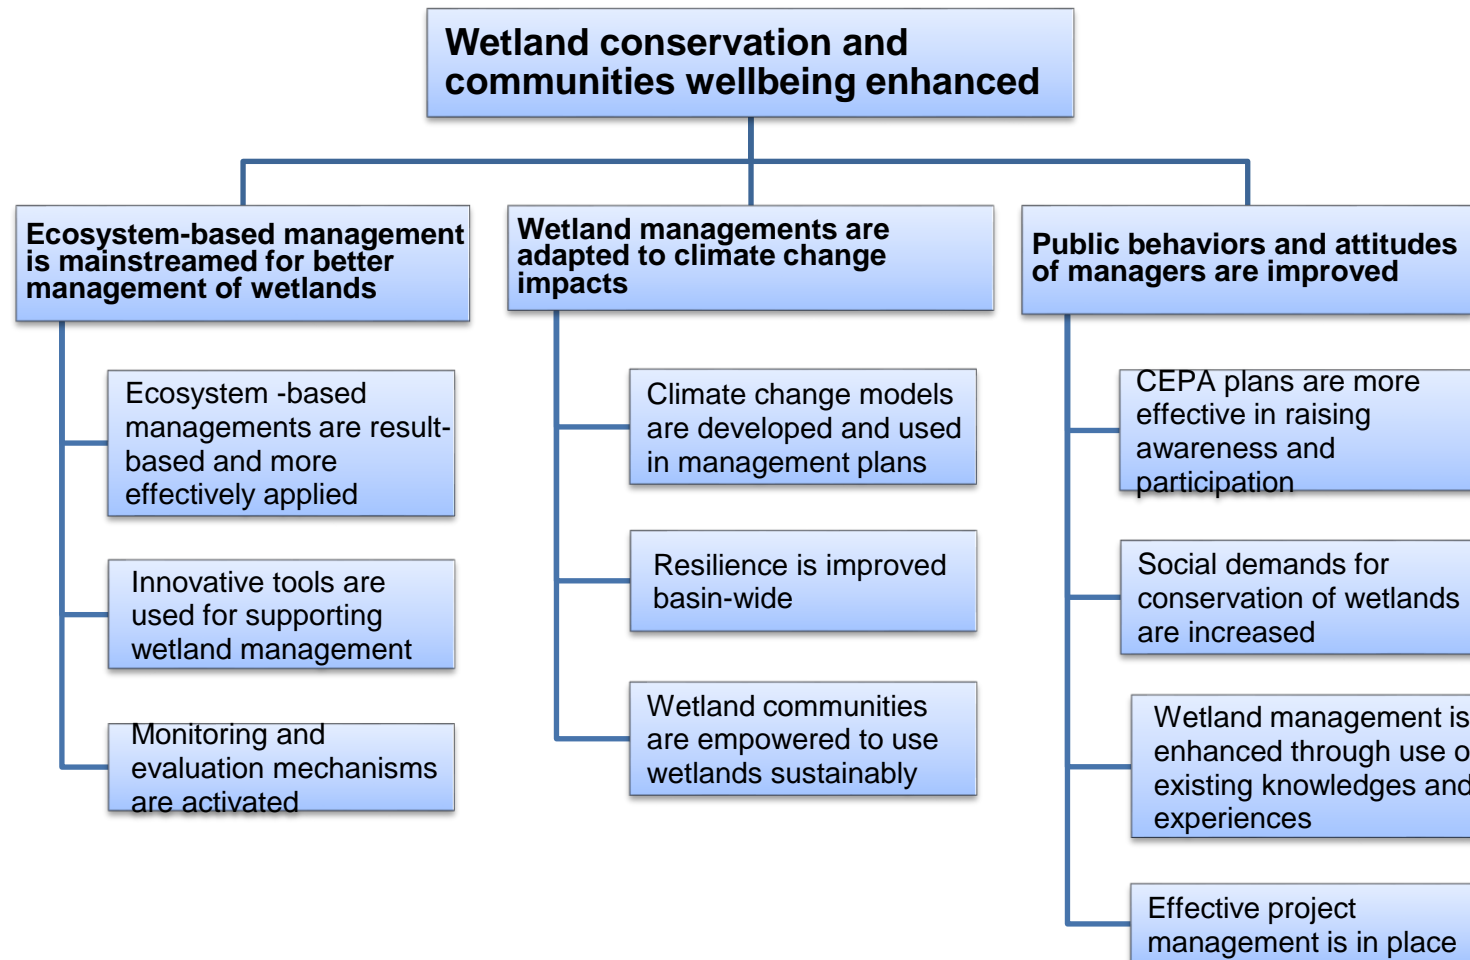 Wetland conservation and
communities wellbeing enhanced
Ecosystem-based management
is mainstreamed for better
management of wetlands
Ecosystem -based
managements are result-
based and more
effectively applied
Innovative tools are
used for supporting
wetland management
Monitoring and
evaluation mechanisms
are activated
Wetland managements are
adapted to climate change
impacts
Climate change models
are developed and used
in management plans
Resilience is improved
basin-wide
Wetland communities
are empowered to use
wetlands sustainably
Public behaviors and attitudes
of managers are improved
CEPA plans are more
effective in raising
awareness and
participation
Social demands for
conservation of wetlands
are increased
Wetland management is
enhanced through use o
existing knowledges and
experiences
Effective project
management is in place